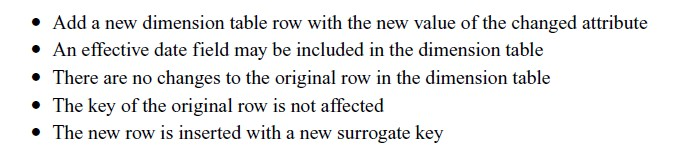 • Add a new dimension table row with the new value of the changed attribute
• An effective date field may be included in the dimension table
• There are no changes to the original row in the dimension table
• The key of the original row is not affected
• The new row is inserted with a new surrogate key